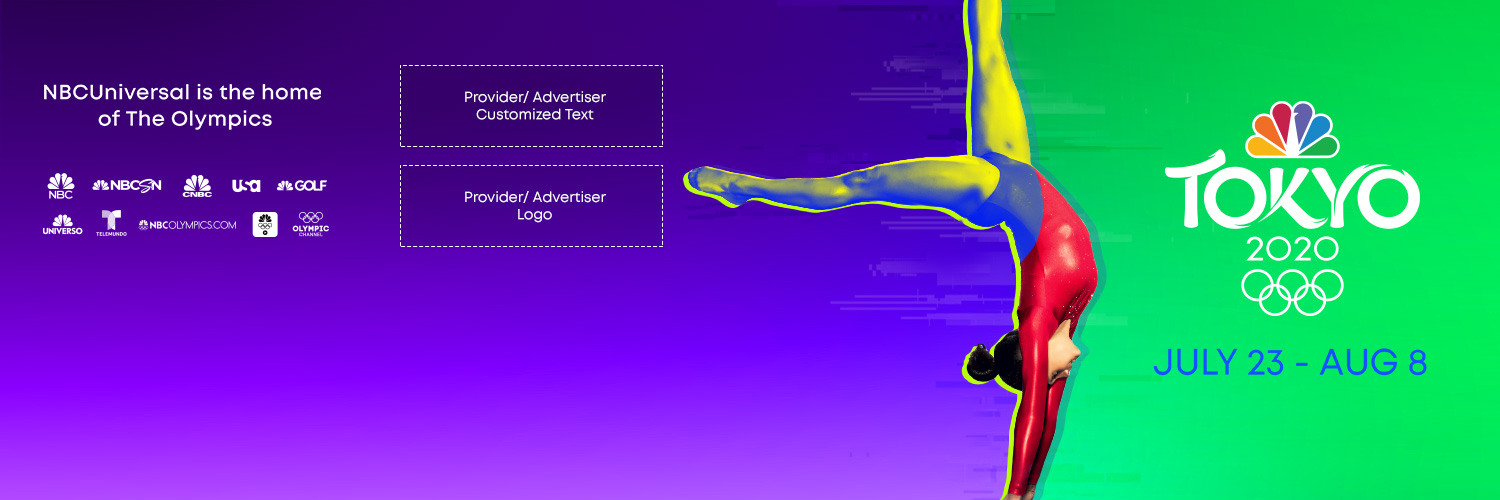 NBCUniversal is the home
of The Olympics
NBC
NBCSN
CNBC
USA
GOLF
UNIVERSO
TELEMUNDO
NBCOLYMPICS.COM
OLYMPIC
CHANNEL
Provider/ Advertiser
Customized Text
Provider/ Advertiser
Logo
TOKYO
2020
JULY 23 - AUG 8